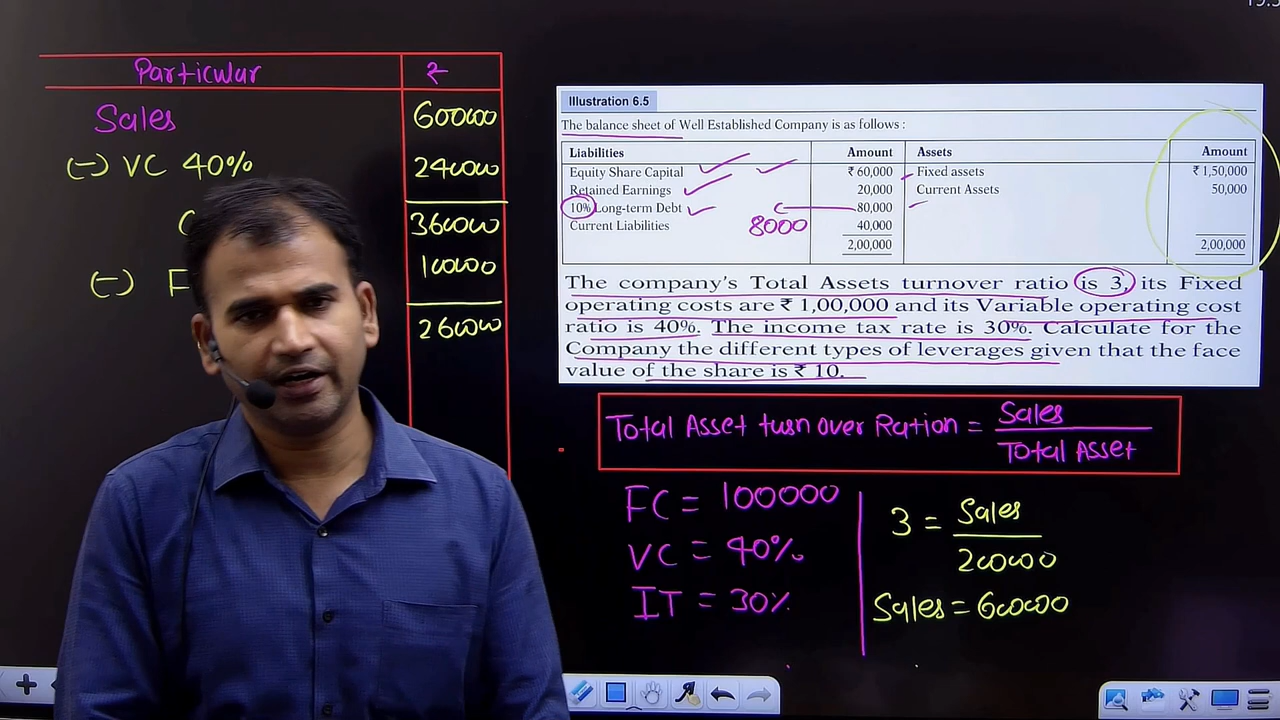 Particular ₹
Sales 600000
(-) VC 40% 240000
C 360000
(-) F 100000
260000
Illustration 6.5
The balance sheet of Well Established Company is as follows :
Liabilities Amount Assets Amount
Equity Share Capital ₹ 60,000 Fixed assets ₹ 1,50,000
Retained Earnings 20,000 Current Assets 50,000
10% Long-term Debt 80,000
8000
Current Liabilities 40,000
2,00,000 2,00,000
The company's Total Assets turnover ratio is 3, its Fixed
operating costs are ₹ 1,00,000 and its Variable operating cost
ratio is 40%. The income tax rate is 30%. Calculate for the
Company the different types of leverages given that the face
value of the share is ₹ 10.
Total Asset turn over Ration = Sales
Total Asset
FC = 100000
VC = 40%
IT = 30%
3 = Sales
200000
Sales = 600000